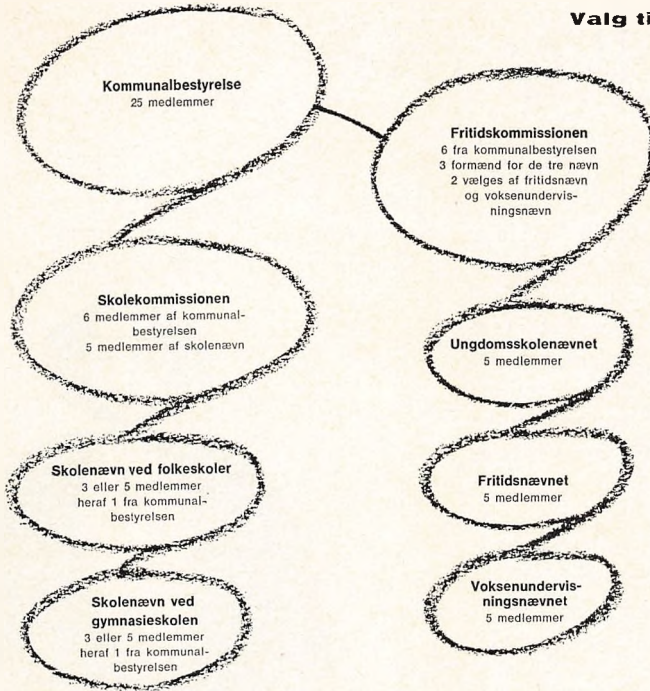 Valg ti
Kommunalbestyrelse
25 medlemmer
Fritidskommissionen
6 fra kommunalbestyrelsen
3 formænd for de tre nævn
2 vælges af fritidsnævn
og voksenundervis-
ningsnævn
Skolekommissionen
6 medlemmer af kommunal-
bestyrelsen
5 medlemmer af skolenævn
Ungdomsskolenævnet
5 medlemmer
Skolenævn ved folkeskoler
3 eller 5 medlemmer
heraf 1 fra kommunal-
bestyrelsen
Fritidsnævnet
5 medlemmer
Skolenævn ved
gymnasieskolen
3 eller 5 medlemmer
heraf 1 fra kommunal-
bestyrelsen
Voksenundervis-
ningsnævnet
5 medlemmer